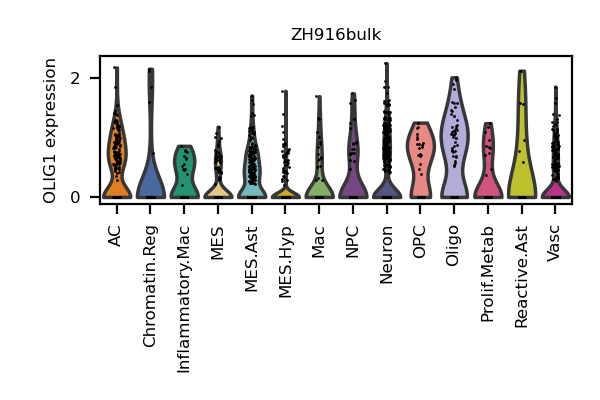 ZH916bulk
OLIG1 expression
2
0
AC
Chromatin.Reg
Inflammatory.Mac
MES
MES.Ast
MES.Hyp
Mac
NPC
Neuron
OPC
Oligo
Prolif.Metab
Reactive.Ast
Vasc